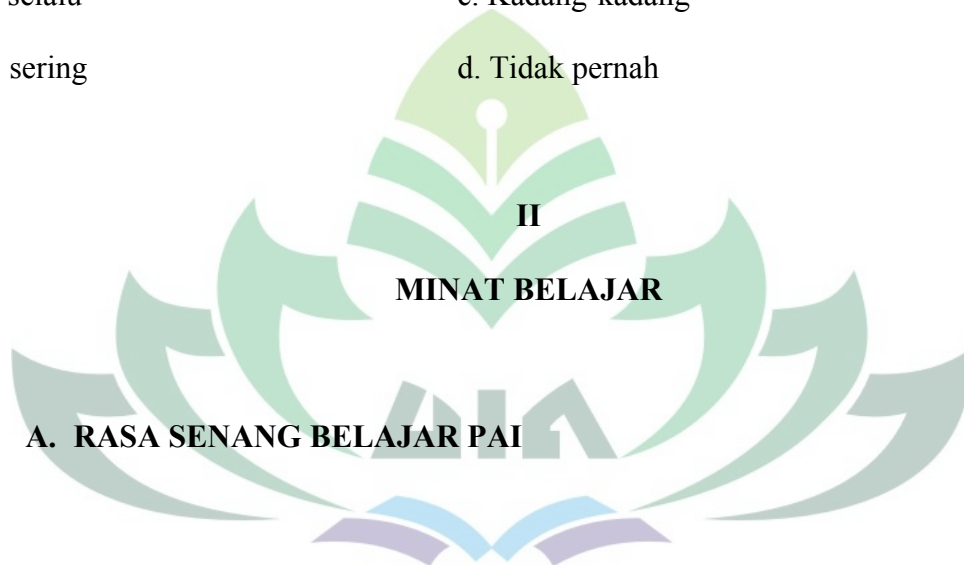 selalu c. Kadang-kadang
sering d. Tidak pernah
II
MINAT BELAJAR
A. RASA SENANG BELAJAR PAI